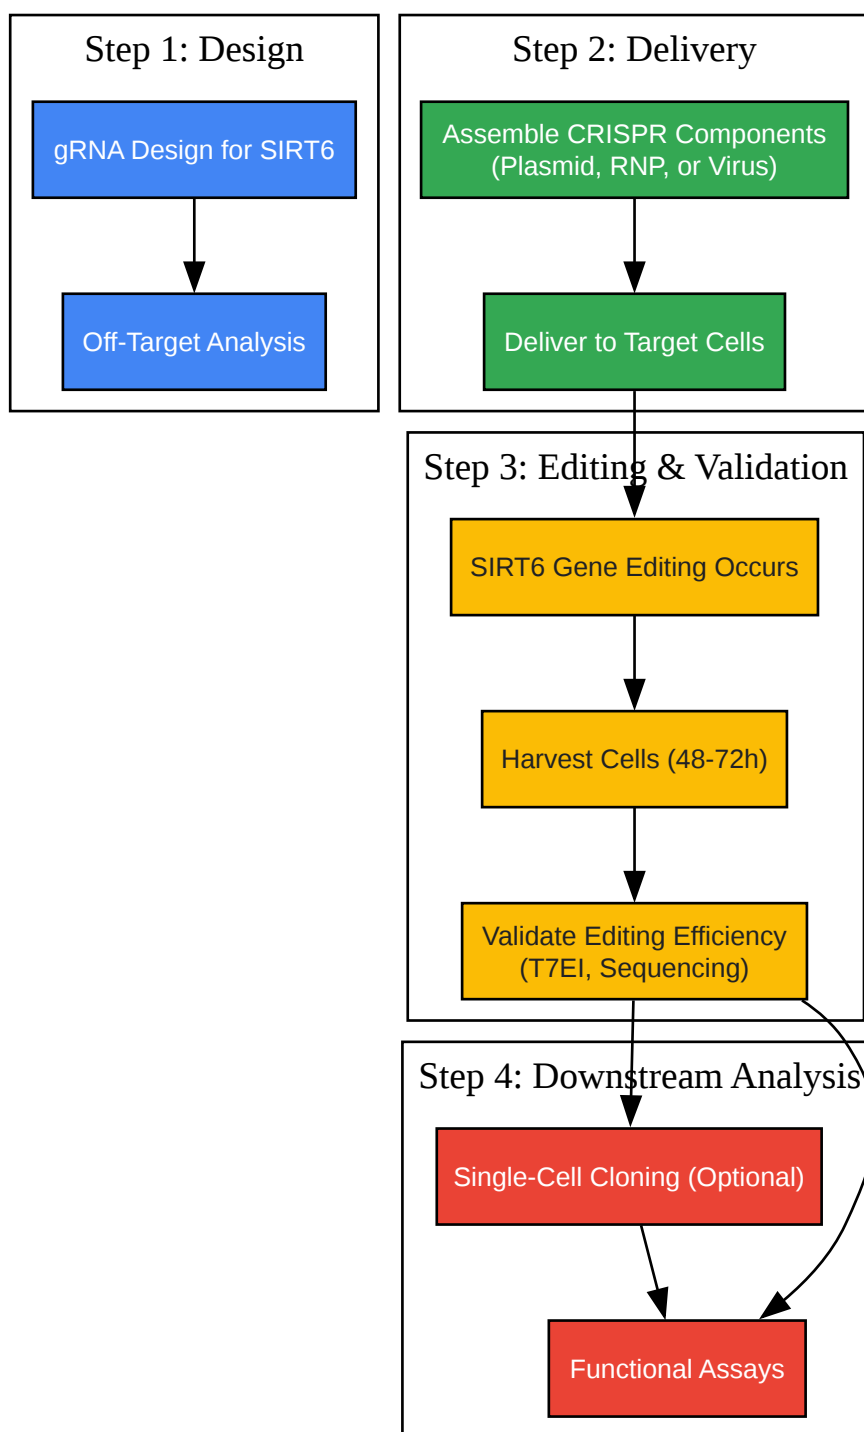 Step 1: Design
gRNA Design for SIRT6
Off-Target Analysis
Step 2: Delivery
Assemble CRISPR Components
(Plasmid, RNP, or Virus)
Deliver to Target Cells
Step 3: Editing & Validation
SIRT6 Gene Editing Occurs
Harvest Cells (48-72h)
Validate Editing Efficiency
(T7EI, Sequencing)
Step 4: Downstream Analysis
Single-Cell Cloning (Optional)
Functional Assays